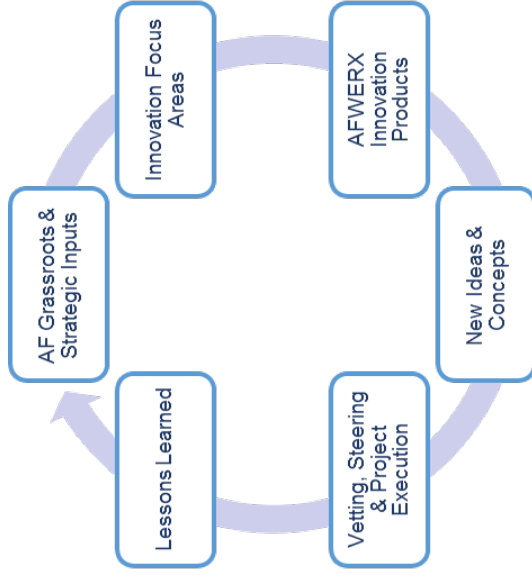 AF Grassroots &
Strategic Inputs
Innovation Focus
Areas
AFWERX
Innovation
Products
New Ideas &
Concepts
Vetting, Steering
& Project
Execution
Lessons Learned